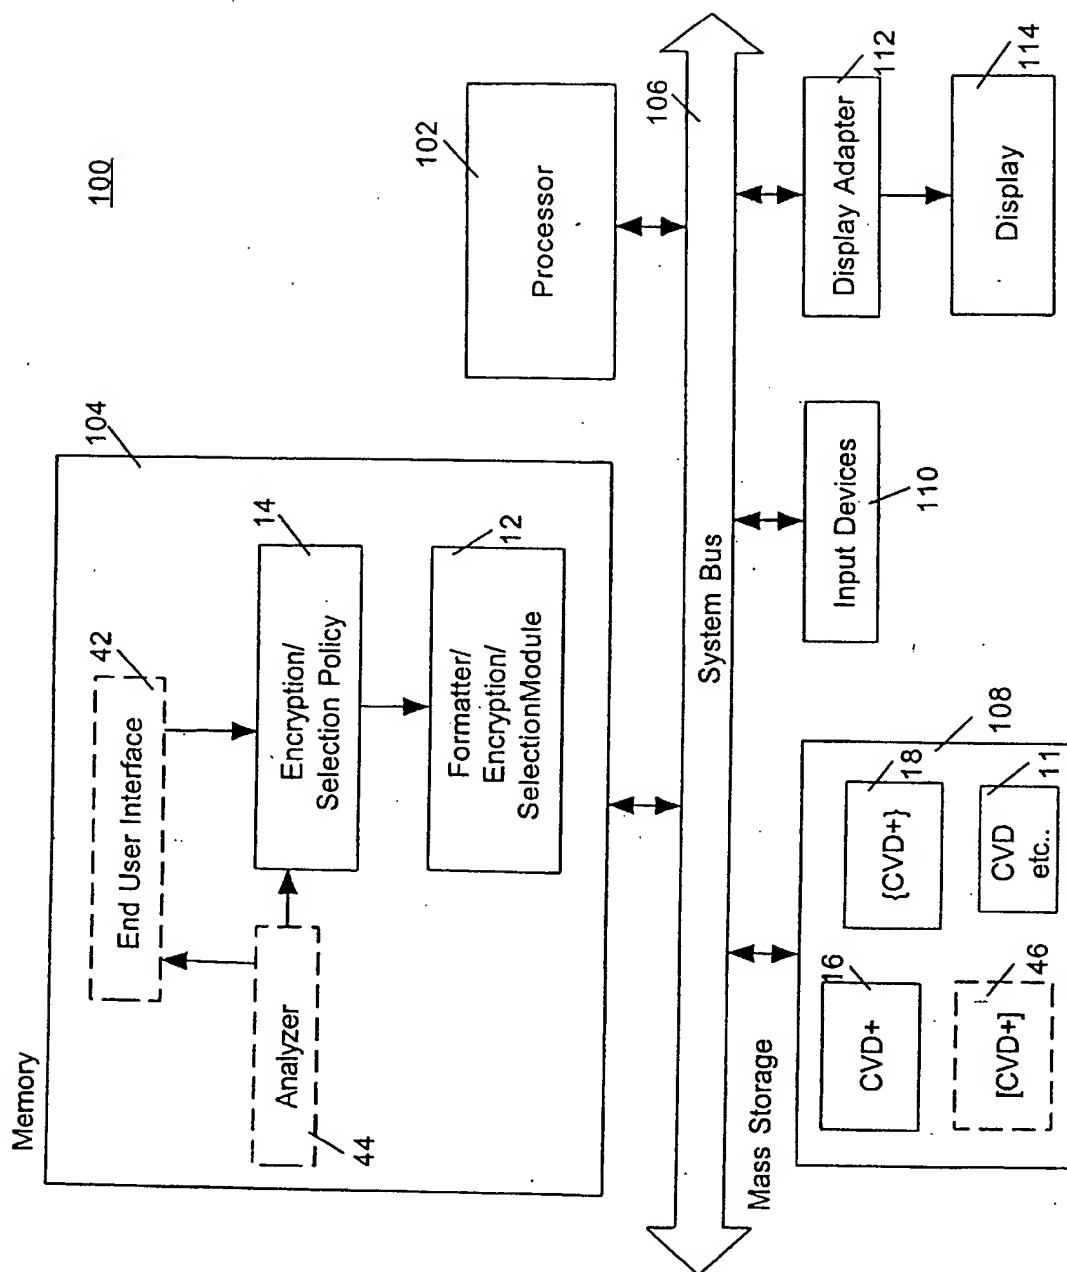 100
Memory
104
End User Interface
42
Analyzer
44
Encryption/
Selection Policy
14
Formatter/
Encryption/
SelectionModule
12
Processor
102
System Bus
106
Mass Storage
108
CVD+
16
{CVD+}
18
[CVD+]
46
CVD
etc..
11
Input Devices
110
Display Adapter
112
Display
114